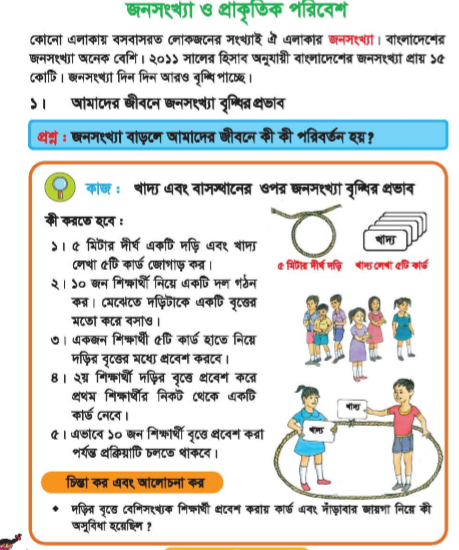 জনসংখ্যা ও প্রাকৃতিক পরিবেশ
কোনো এলাকায় বসবাসরত লোকজনের সংখ্যাই ঐ এলাকার জনসংখ্যা। বাংলাদেশের
জনসংখ্যা অনেক বেশি। ২০১১ সালের হিসাব অনুযায়ী বাংলাদেশের জনসংখ্যা প্রায় ১৫
কোটি। জনসংখ্যা দিন দিন আরও বৃদ্ধি পাচ্ছে।
১। আমাদের জীবনে জনসংখ্যা বৃদ্ধির প্রভাব
প্রশ্ন : জনসংখ্যা বাড়লে আমাদের জীবনে কী কী পরিবর্তন হয়?
কাজ : খাদ্য এবং বাসস্থানের ওপর জনসংখ্যা বৃদ্ধির প্রভাব
কী করতে হবে :
১। ৫ মিটার দীর্ঘ একটি দড়ি এবং খাদ্য
লেখা ৫টি কার্ড জোগাড় কর।
২। ১০ জন শিক্ষার্থী নিয়ে একটি দল গঠন
কর। মেঝেতে দড়িটাকে একটি বৃত্তের
মতো করে বসাও।
৩। একজন শিক্ষার্থী ৫টি কার্ড হাতে নিয়ে
দড়ির বৃত্তের মধ্যে প্রবেশ করবে।
৪। ২য় শিক্ষার্থী দড়ির বৃত্তে প্রবেশ করে
প্রথম শিক্ষার্থীর নিকট থেকে একটি
কার্ড নেবে।
৫। এভাবে ১০ জন শিক্ষার্থী বৃত্তে প্রবেশ করা
পর্যন্ত প্রক্রিয়াটি চলতে থাকবে।
খাদ্য
৫ মিটার দীর্ঘ দড়ি
খাদ্য লেখা ৫টি কার্ড
খাদ্য
খাদ্য
চিন্তা কর এবং আলোচনা কর
◆ দড়ির বৃত্তে বেশিসংখ্যক শিক্ষার্থী প্রবেশ করায় কার্ড এবং দাঁড়াবার জায়গা নিয়ে কী
অসুবিধা হয়েছিল ?